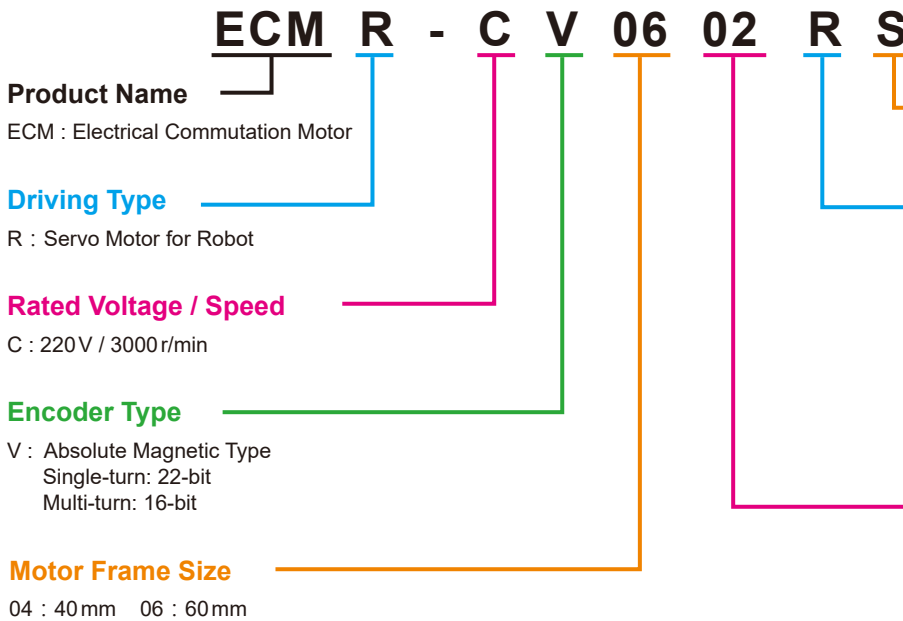 ECM R - C V 06 02 R S
Product Name
ECM : Electrical Commutation Motor
Driving Type
R : Servo Motor for Robot
Rated Voltage / Speed
C : 220 V / 3000 r/min
Encoder Type
V : Absolute Magnetic Type
Single-turn: 22-bit
Multi-turn: 16-bit
Motor Frame Size
04 : 40 mm 06 : 60 mm